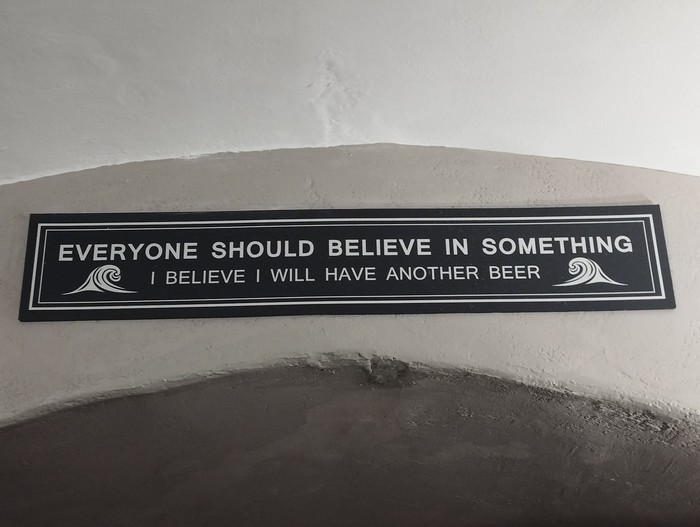 EVERYONE SHOULD BELIEVE IN SOMETHING
I BELIEVE I WILL HAVE ANOTHER BEER